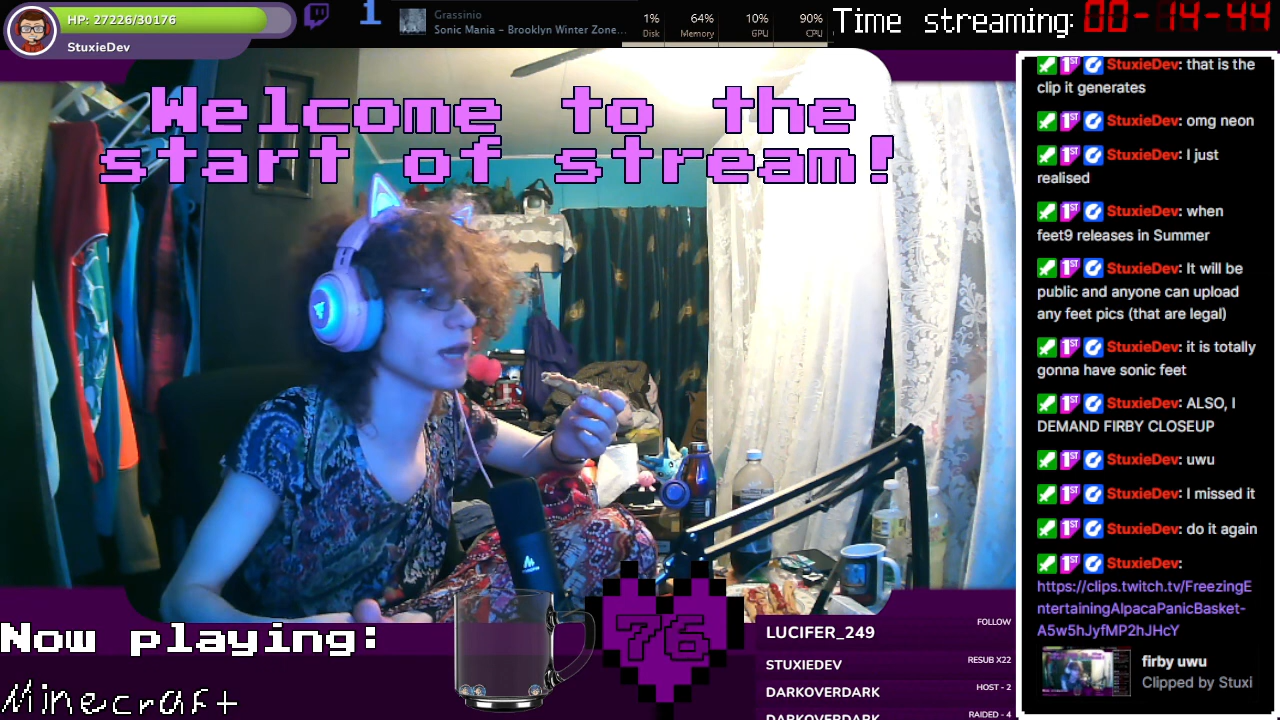 HP: 27226/30176
StuxieDev
1
Grassinio
Sonic Mania - Brooklyn Winter Zone...
1% 64% 10% 90%
Disk Memory GPU CPU
Time streaming: 00-14-44
Welcome to the
start of stream!
StuxieDev: that is the
clip it generates
StuxieDev: omg neon
StuxieDev: I just
realised
StuxieDev: when
feet9 releases in Summer
StuxieDev: It will be
public and anyone can upload
any feet pics (that are legal)
StuxieDev: it is totally
gonna have sonic feet
StuxieDev: ALSO, I
DEMAND FIRBY CLOSEUP
StuxieDev: uwu
StuxieDev: I missed it
StuxieDev: do it again
StuxieDev:
https://clips.twitch.tv/FreezingE
ntertainingAlpacaPanicBasket-
A5w5hJyfMP2hJHcY
firby uwu
Clipped by Stuxi
Now playing:
Minecraft
76
FOLLOW
LUCIFER_249
STUXIEDEV RESUB X22
DARKOVERDARK HOST - 2
DARKOVERDARK RAIDED - 4